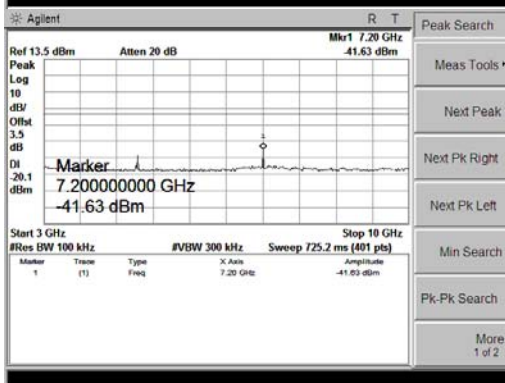 Agilent R T
Mkr1 7.20 GHz
Ref 13.5 dBm Atten 20 dB -41.63 dBm
Peak
Log
10
dB/
Offst
3.5
dB
DI
-20.1
dBm
1
Marker
7.200000000 GHz
-41.63 dBm
Start 3 GHz Stop 10 GHz
#Res BW 100 kHz #VBW 300 kHz Sweep 725.2 ms (401 pts)
Marker Trace Type X Axis Amplitude
1 (1) Freq 7.20 GHz -41.63 dBm
Peak Search
Meas Tools
Next Peak
Next Pk Right
Next Pk Left
Min Search
Pk-Pk Search
More
1 of 2